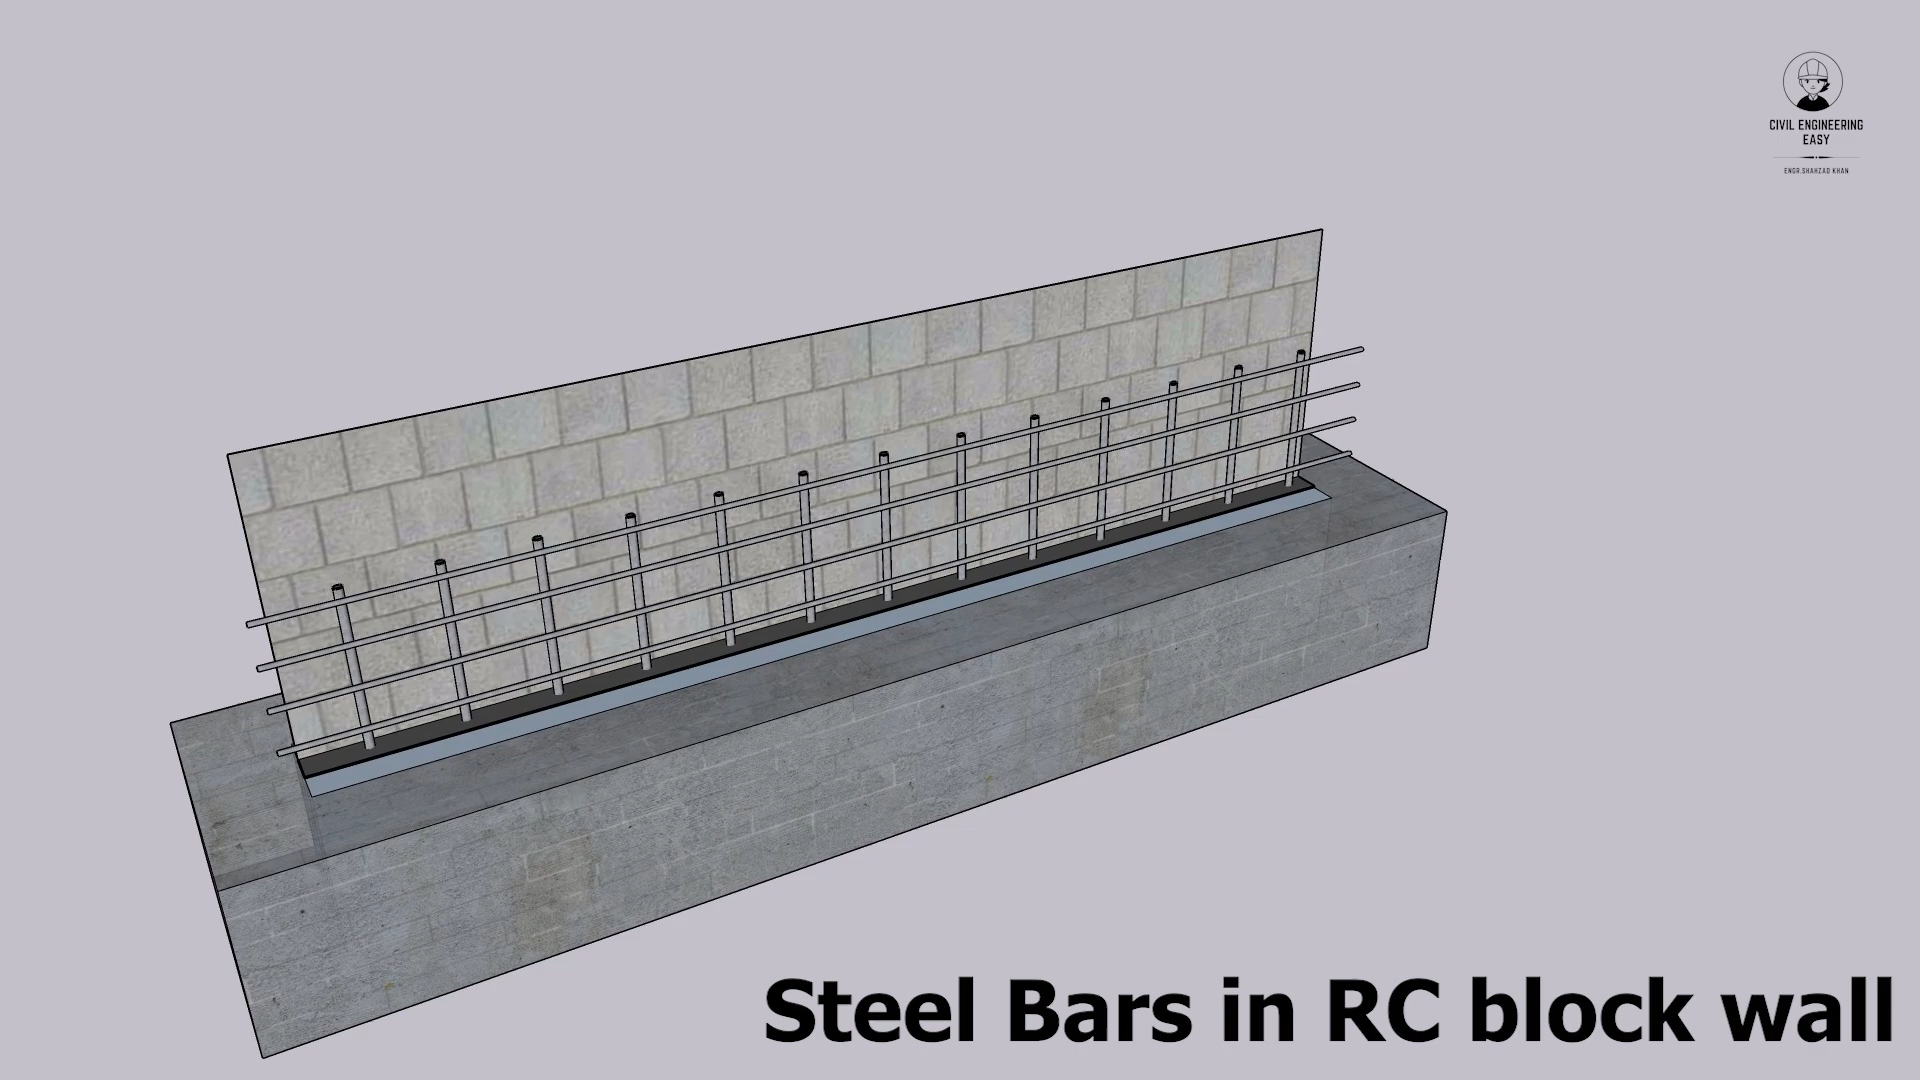 CIVIL ENGINEERING
EASY
ENGR.SHAHZAD KHAN
Steel Bars in RC block wall